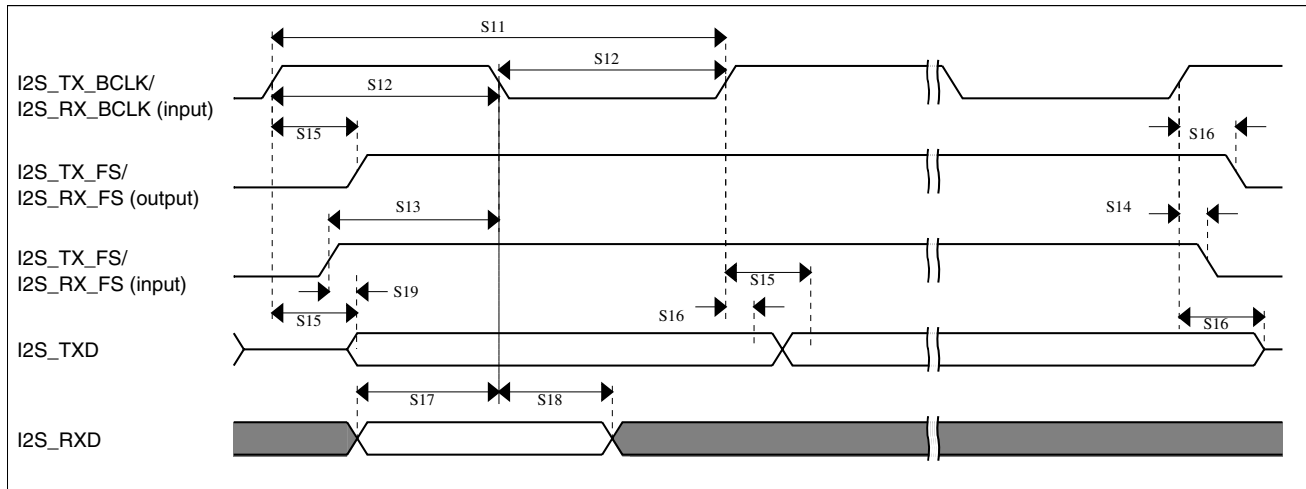 S11
I2S_TX_BCLK/
I2S_RX_BCLK (input)
S12
S12
S15
S16
I2S_TX_FS/
I2S_RX_FS (output)
S13
S14
I2S_TX_FS/
I2S_RX_FS (input)
S19
S15
S15
S16
S16
I2S_TXD
S17
S18
I2S_RXD